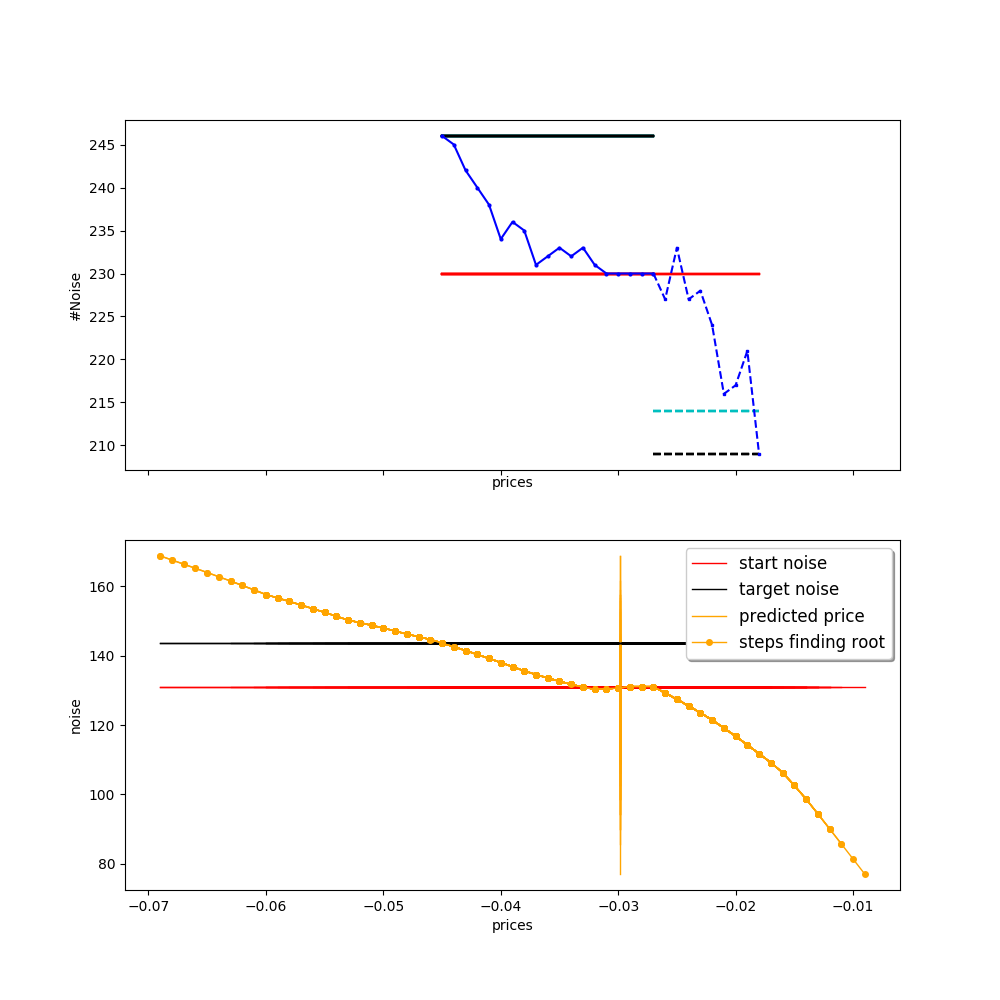 245
240
235
230
225
220
215
210
#Noise
prices
start noise
target noise
predicted price
steps finding root
160
140
120
100
80
noise
−0.07 −0.06 −0.05 −0.04 −0.03 −0.02 −0.01
prices